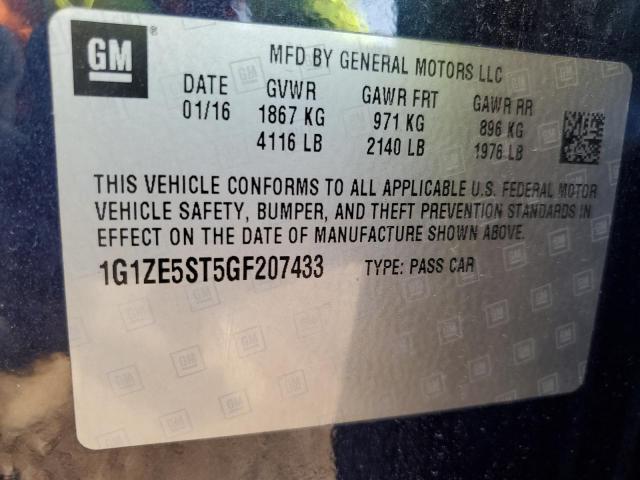 GM®
MFD BY GENERAL MOTORS LLC
DATE GVWR GAWR FRT GAWR RR
01/16 1867 KG 971 KG 896 KG
4116 LB 2140 LB 1976 LB
THIS VEHICLE CONFORMS TO ALL APPLICABLE U.S. FEDERAL MOTOR
VEHICLE SAFETY, BUMPER, AND THEFT PREVENTION STANDARDS IN
EFFECT ON THE DATE OF MANUFACTURE SHOWN ABOVE.
1G1ZE5ST5GF207433 TYPE: PASS CAR